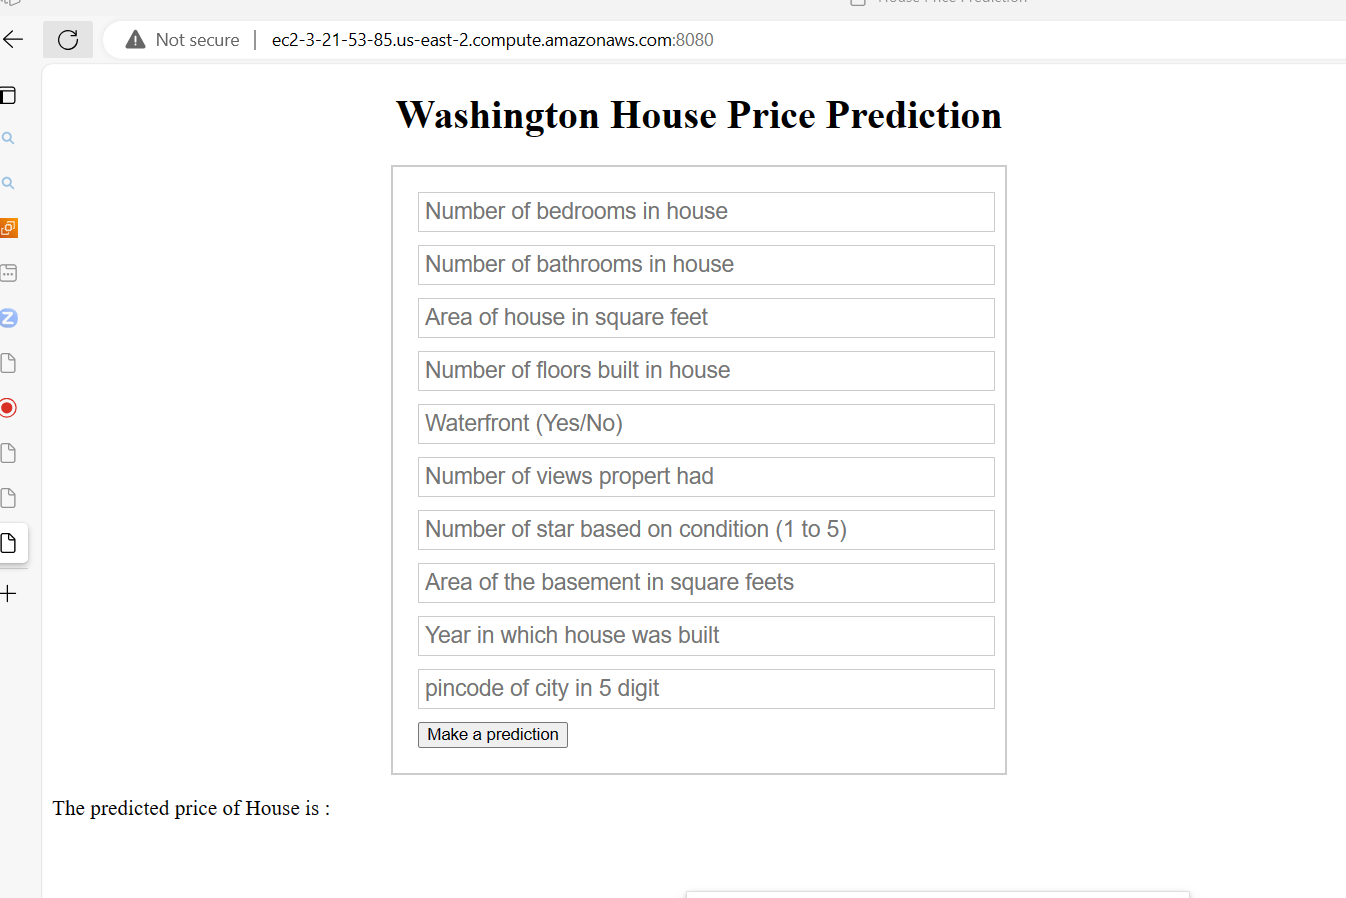 Not secure | ec2-3-21-53-85.us-east-2.compute.amazonaws.com:8080
Washington House Price Prediction
Number of bedrooms in house
Number of bathrooms in house
Area of house in square feet
Number of floors built in house
Waterfront (Yes/No)
Number of views propert had
Number of star based on condition (1 to 5)
Area of the basement in square feets
Year in which house was built
pincode of city in 5 digit
Make a prediction
The predicted price of House is :